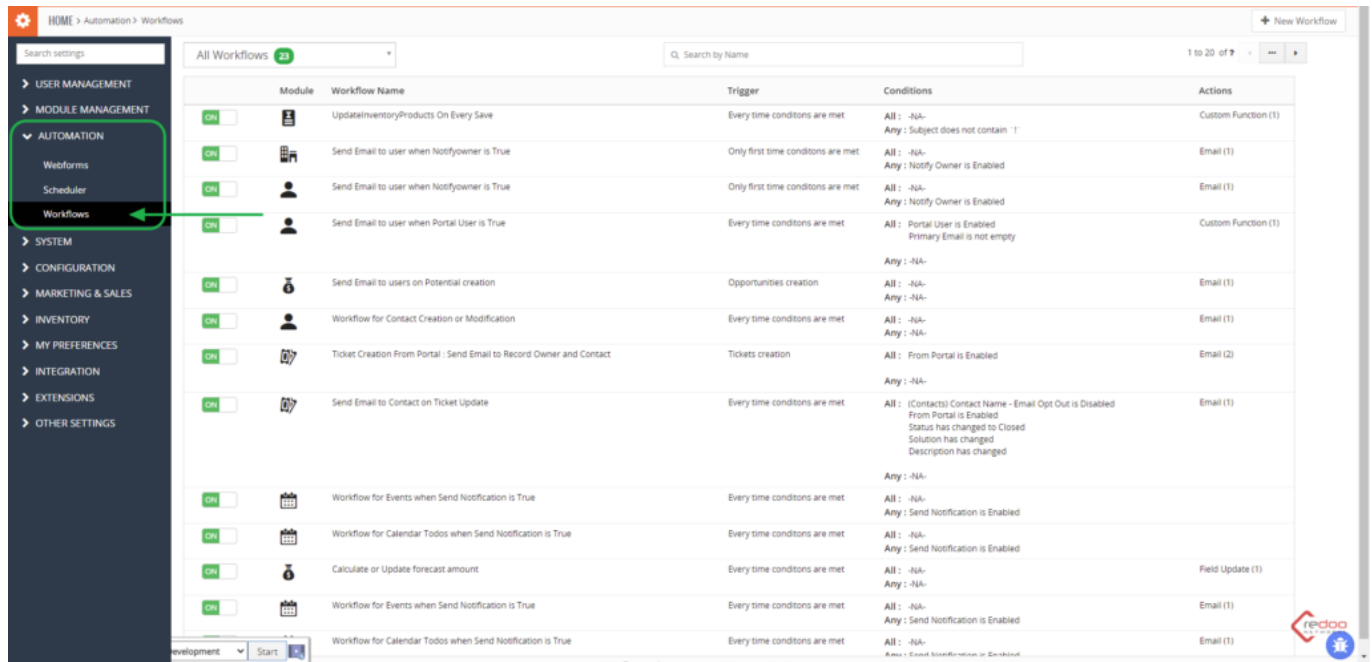 HOME > Automation > Workflows
+ New Workflow
Search settings
All Workflows 23
Search by Name
1 to 20 of ?
USER MANAGEMENT
MODULE MANAGEMENT
AUTOMATION
Webforms
Scheduler
Workflows
SYSTEM
CONFIGURATION
MARKETING & SALES
INVENTORY
MY PREFERENCES
INTEGRATION
EXTENSIONS
OTHER SETTINGS
Module Workflow Name Trigger Conditions Actions
ON UpdateInventoryProducts On Every Save Every time conditons are met All : -NA- Custom Function (1)
Any : Subject does not contain `!`
ON Send Email to user when Notifyowner is True Only first time conditons are met All : -NA- Email (1)
Any : Notify Owner is Enabled
ON Send Email to user when Notifyowner is True Only first time conditons are met All : -NA- Email (1)
Any : Notify Owner is Enabled
ON Send Email to user when Portal User is True Every time conditons are met All : Portal User is Enabled Custom Function (1)
Primary Email is not empty
Any : -NA-
ON Send Email to users on Potential creation Opportunities creation All : -NA- Email (1)
Any : -NA-
ON Workflow for Contact Creation or Modification Every time conditons are met All : -NA- Email (1)
Any : -NA-
ON Ticket Creation From Portal : Send Email to Record Owner and Contact Tickets creation All : From Portal is Enabled Email (2)
Any : -NA-
ON Send Email to Contact on Ticket Update Every time conditons are met All : (Contacts) Contact Name - Email Opt Out is Disabled Email (1)
From Portal is Enabled
Status has changed to Closed
Solution has changed
Description has changed
Any : -NA-
ON Workflow for Events when Send Notification is True Every time conditons are met All : -NA-
Any : Send Notification is Enabled
ON Workflow for Calendar Todos when Send Notification is True Every time conditons are met All : -NA-
Any : Send Notification is Enabled
ON Calculate or Update forecast amount Every time conditons are met All : -NA- Field Update (1)
Any : -NA-
ON Workflow for Events when Send Notification is True Every time conditons are met All : -NA- Email (1)
Any : Send Notification is Enabled
Workflow for Calendar Todos when Send Notification is True Every time conditons are met All : -NA- Email (1)
Any : Send Notification is Enabled
evelopment Start
redoo
NETWORKS